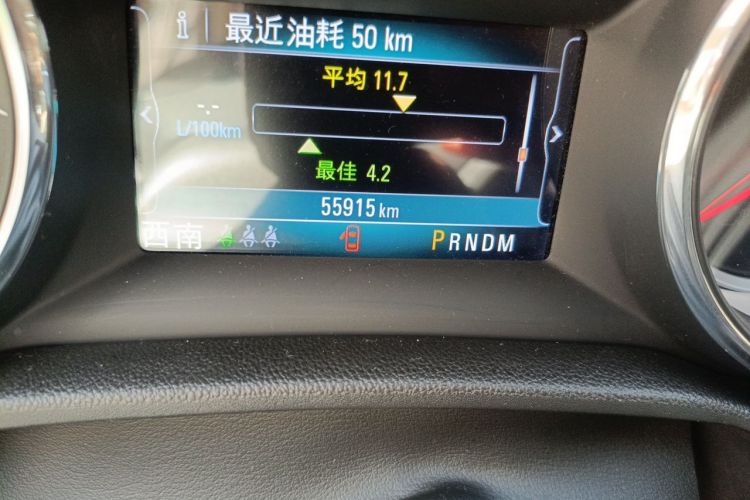 i 最近油耗 50 km
平均 11.7
-.-
L/100km
最佳 4.2
55915 km
西南
PRNDM